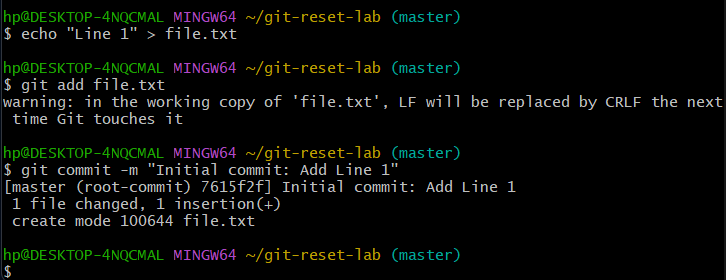 hp@DESKTOP-4NQCMAL MINGW64 ~/git-reset-lab (master)
$ echo "Line 1" > file.txt
hp@DESKTOP-4NQCMAL MINGW64 ~/git-reset-lab (master)
$ git add file.txt
warning: in the working copy of 'file.txt', LF will be replaced by CRLF the next
 time Git touches it
hp@DESKTOP-4NQCMAL MINGW64 ~/git-reset-lab (master)
$ git commit -m "Initial commit: Add Line 1"
[master (root-commit) 7615f2f] Initial commit: Add Line 1
 1 file changed, 1 insertion(+)
 create mode 100644 file.txt
hp@DESKTOP-4NQCMAL MINGW64 ~/git-reset-lab (master)
$